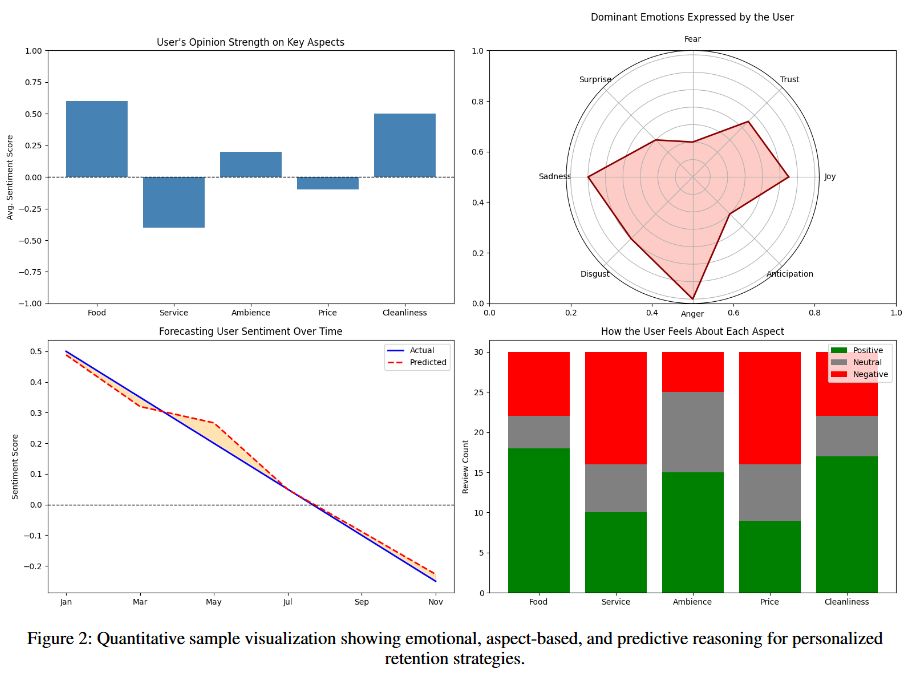 User's Opinion Strength on Key Aspects
Avg. Sentiment Score
1.00
0.75
0.50
0.25
0.00
−0.25
−0.50
−0.75
−1.00
Food Service Ambience Price Cleanliness
Dominant Emotions Expressed by the User
1.0
0.8
0.6
0.4
0.2
0.0
0.0 0.2 0.4 0.6 0.8 1.0
Fear
Surprise Trust
Sadness Joy
Disgust Anticipation
Anger
Forecasting User Sentiment Over Time
Sentiment Score
0.5
0.4
0.3
0.2
0.1
0.0
−0.1
−0.2
Jan Mar May Jul Sep Nov
Actual
Predicted
How the User Feels About Each Aspect
Review Count
30
25
20
15
10
5
0
Food Service Ambience Price Cleanliness
Positive
Neutral
Negative
Figure 2: Quantitative sample visualization showing emotional, aspect-based, and predictive reasoning for personalized
retention strategies.